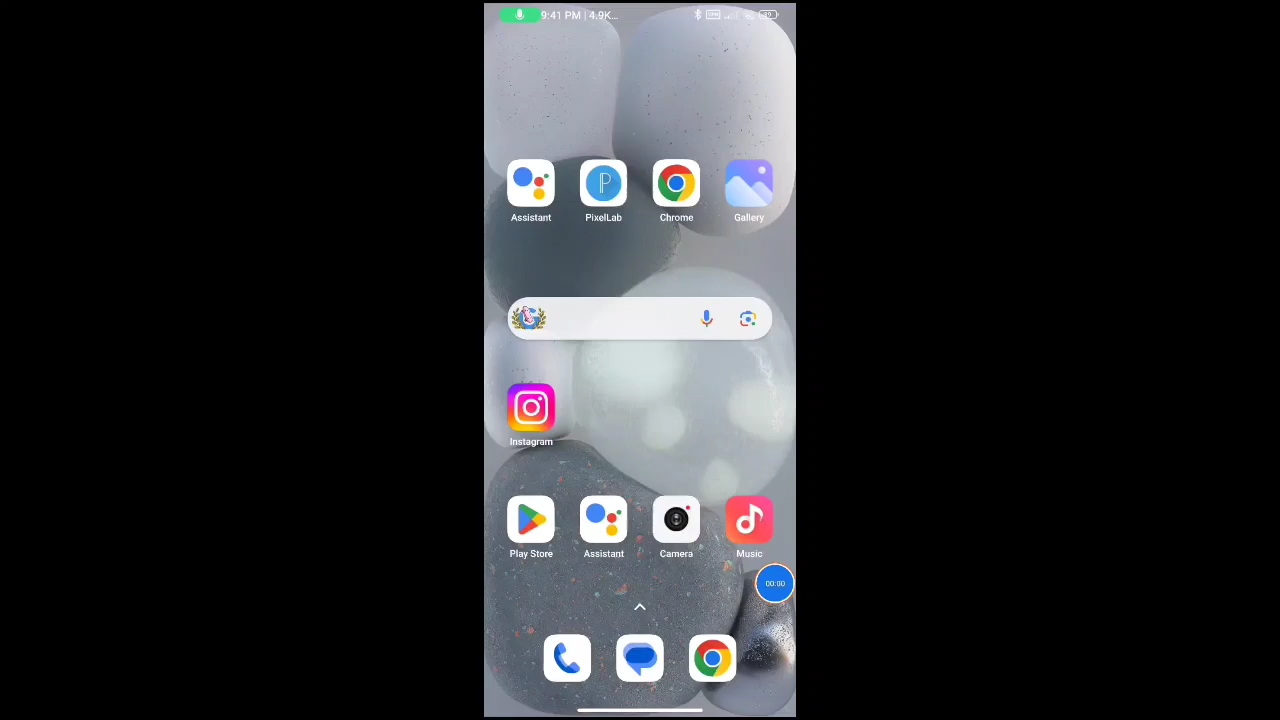 9:41 PM | 4.9K...
Assistant
PixelLab
Chrome
Gallery
Instagram
Play Store
Assistant
Camera
Music
00:00